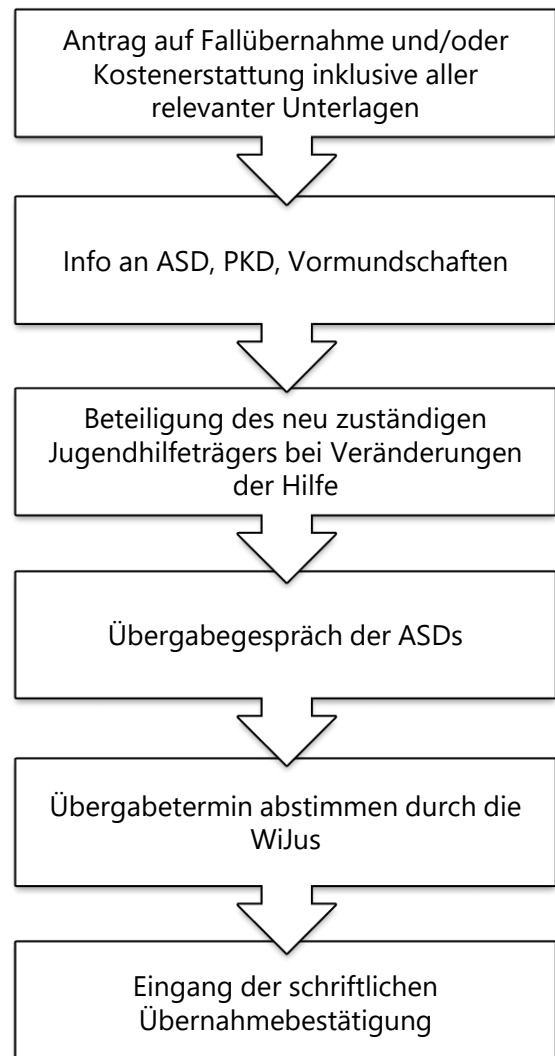 Antrag auf Fallübernahme und/oder
Kostenerstattung inklusive aller
relevanter Unterlagen
Info an ASD, PKD, Vormundschaften
Beteiligung des neu zuständigen
Jugendhilfeträgers bei Veränderungen
der Hilfe
Übergabegespräch der ASDs
Übergabetermin abstimmen durch die
WiJus
Eingang der schriftlichen
Übernahmebestätigung